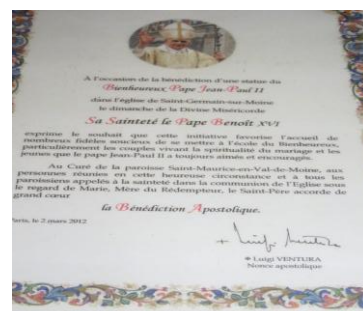 A l'occasion de la bénédiction d'une statue du
Bienheureux Pape Jean-Paul II
dans l'église de Saint-Germain-sur-Moine
le dimanche de la Divine Miséricorde
Sa Sainteté le Pape Benoît XVI
exprime le souhait que cette initiative favorise l'accueil de
nombreux fidèles soucieux de se mettre à l'école du Bienheureux,
particulièrement les couples vivant la spiritualité du mariage et les
jeunes que le pape Jean-Paul II a toujours aimés et encouragés.
Au Curé de la paroisse Saint-Maurice-en-Val-de-Moine, aux
personnes réunies en cette heureuse circonstance et à tous les
paroissiens appelés à la sainteté dans la communion de l'Eglise sous
le regard de Marie, Mère du Rédempteur, le Saint-Père accorde de
grand cœur
la Bénédiction Apostolique.
Paris, le 2 mars 2012
+ Luigi Ventura
Luigi VENTURA
Nonce apostolique